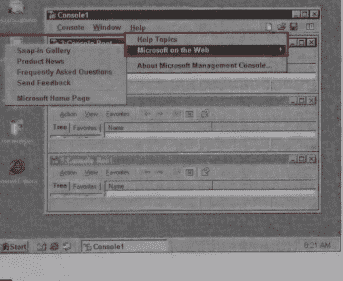 Console1
Console Window Help
Help Topics
Microsoft on the Web
About Microsoft Management Console...
Snap-in Gallery
Product News
Frequently Asked Questions
Send Feedback
Microsoft Home Page
Action View Favorites
Tree Favorites Name
Action View Favorites
Tree Favorites Name
Start
Console1